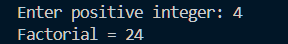 Enter positive integer: 4
Factorial = 24